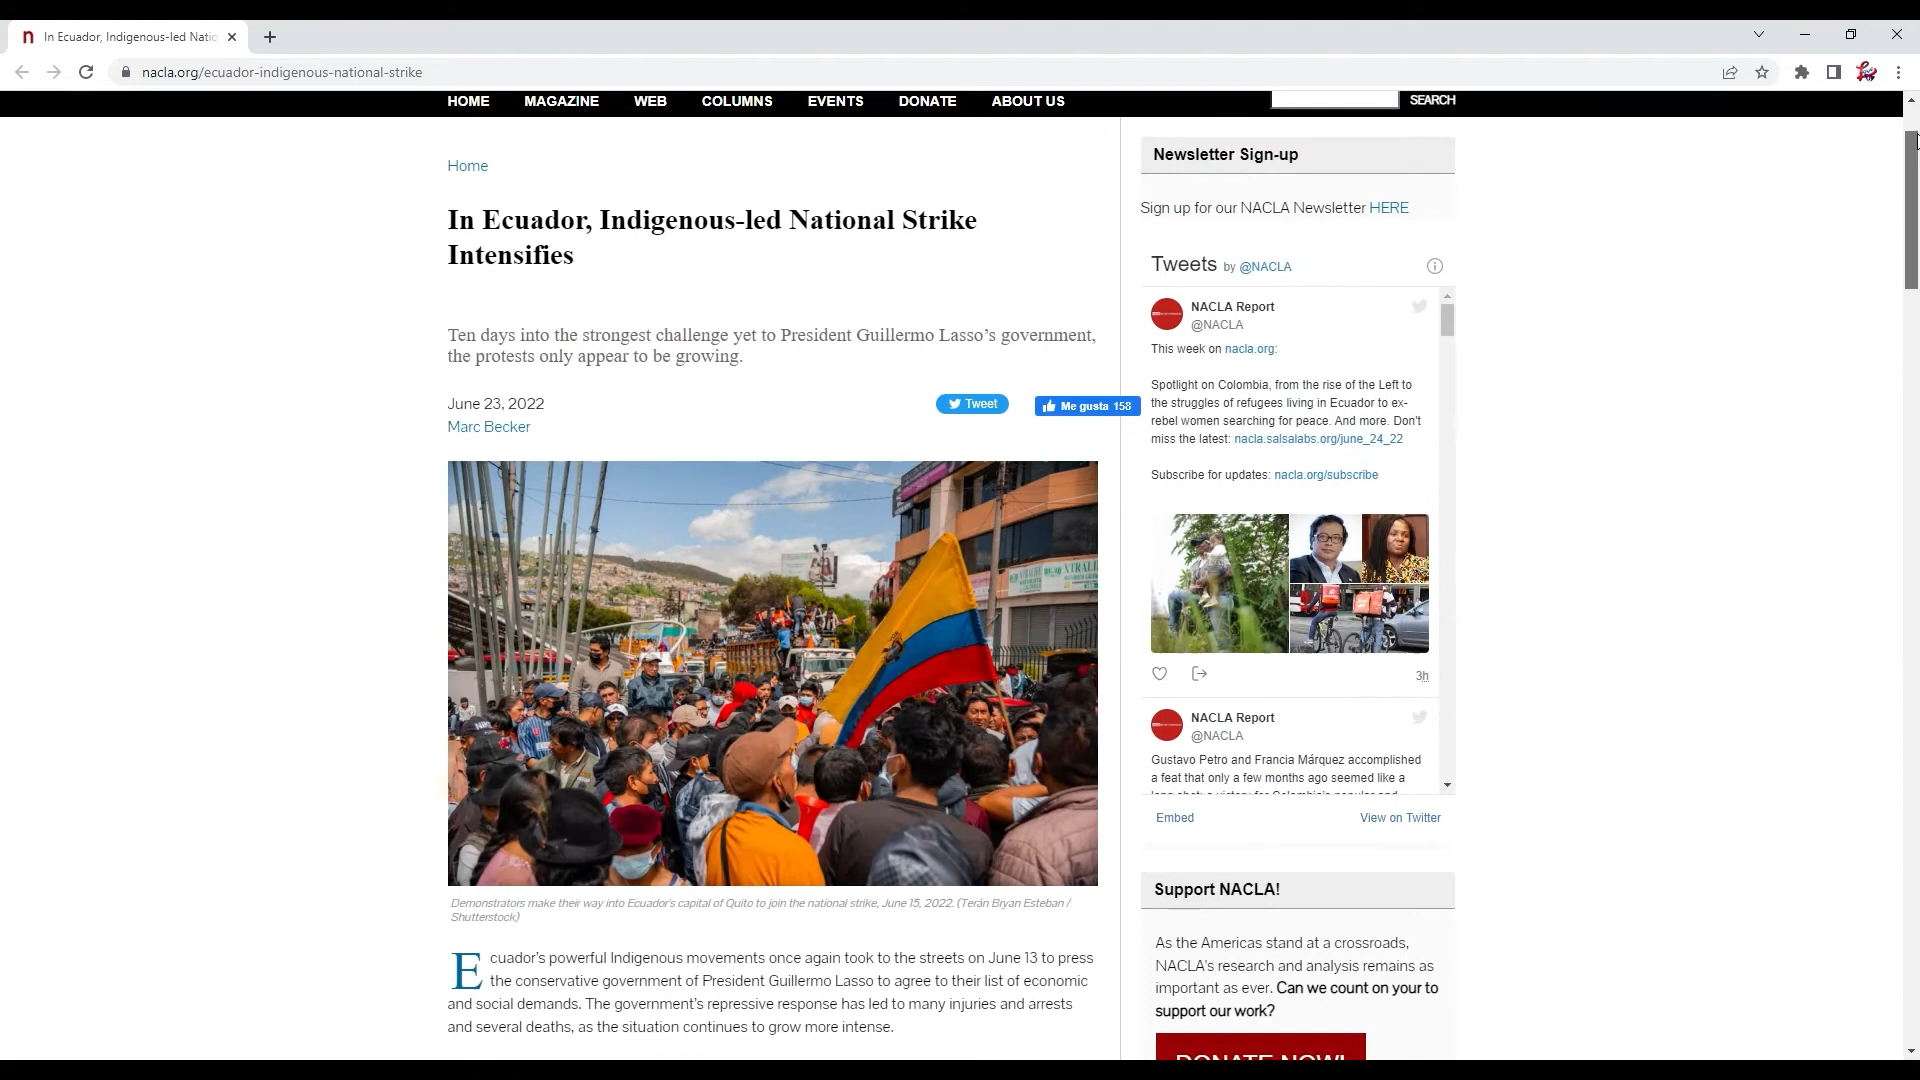 In Ecuador, Indigenous-led Natio
nacla.org/ecuador-indigenous-national-strike
HOME MAGAZINE WEB COLUMNS EVENTS DONATE ABOUT US SEARCH
Home
In Ecuador, Indigenous-led National Strike
Intensifies
Ten days into the strongest challenge yet to President Guillermo Lasso’s government,
the protests only appear to be growing.
June 23, 2022
Tweet
Me gusta 158
Marc Becker
Demonstrators make their way into Ecuador's capital of Quito to join the national strike, June 15, 2022. (Terán Bryan Esteban /
Shutterstock)
Ecuador’s powerful Indigenous movements once again took to the streets on June 13 to press
the conservative government of President Guillermo Lasso to agree to their list of economic
and social demands. The government’s repressive response has led to many injuries and arrests
and several deaths, as the situation continues to grow more intense.
Newsletter Sign-up
Sign up for our NACLA Newsletter HERE
Tweets by @NACLA
NACLA Report
@NACLA
This week on nacla.org:
Spotlight on Colombia, from the rise of the Left to
the struggles of refugees living in Ecuador to ex-
rebel women searching for peace. And more. Don't
miss the latest: nacla.salsalabs.org/june_24_22
Subscribe for updates: nacla.org/subscribe
3h
NACLA Report
@NACLA
Gustavo Petro and Francia Márquez accomplished
a feat that only a few months ago seemed like a
Embed View on Twitter
Support NACLA!
As the Americas stand at a crossroads,
NACLA's research and analysis remains as
important as ever. Can we count on your to
support our work?
DONATE NOW!